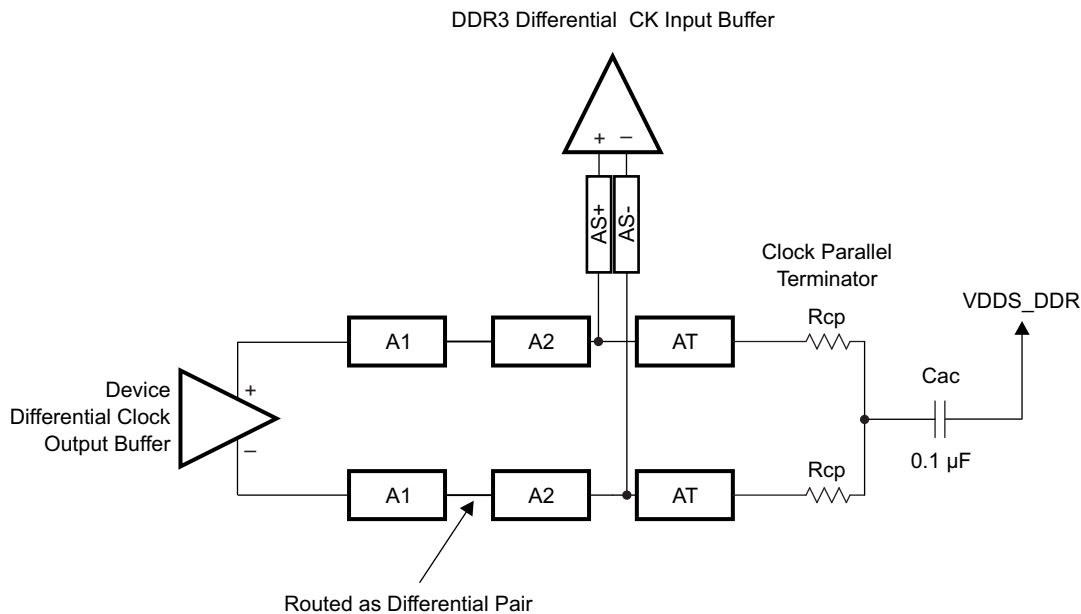 DDR3 Differential CK Input Buffer
+ −
AS+
AS-
Clock Parallel
Terminator
Rcp
VDDS_DDR
A1
A2
AT
Cac
0.1 µF
Device
Differential Clock
Output Buffer
+
−
Rcp
A1
A2
AT
Routed as Differential Pair